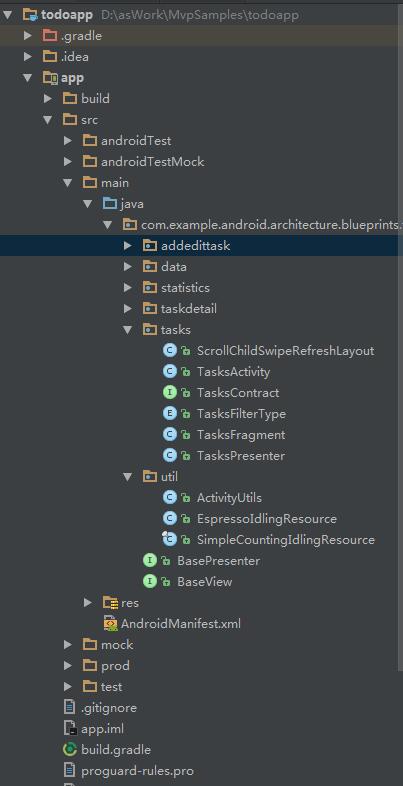 todoapp D:\asWork\MvpSamples\todoapp
.gradle
.idea
app
build
src
androidTest
androidTestMock
main
java
com.example.android.architecture.blueprints.
addedittask
data
statistics
taskdetail
tasks
C ScrollChildSwipeRefreshLayout
C TasksActivity
I TasksContract
E TasksFilterType
C TasksFragment
C TasksPresenter
util
C ActivityUtils
C EspressoIdlingResource
C SimpleCountingIdlingResource
I BasePresenter
I BaseView
res
AndroidManifest.xml
mock
prod
test
.gitignore
app.iml
build.gradle
proguard-rules.pro